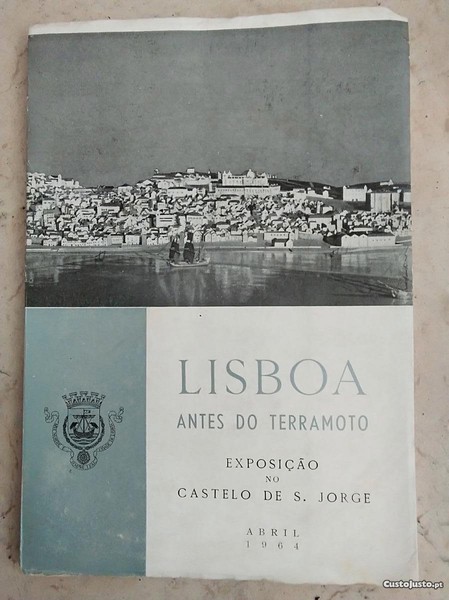 LISBOA
ANTES DO TERRAMOTO
EXPOSIÇÃO
NO
CASTELO DE S. JORGE
ABRIL
1964
CustoJusto.pt